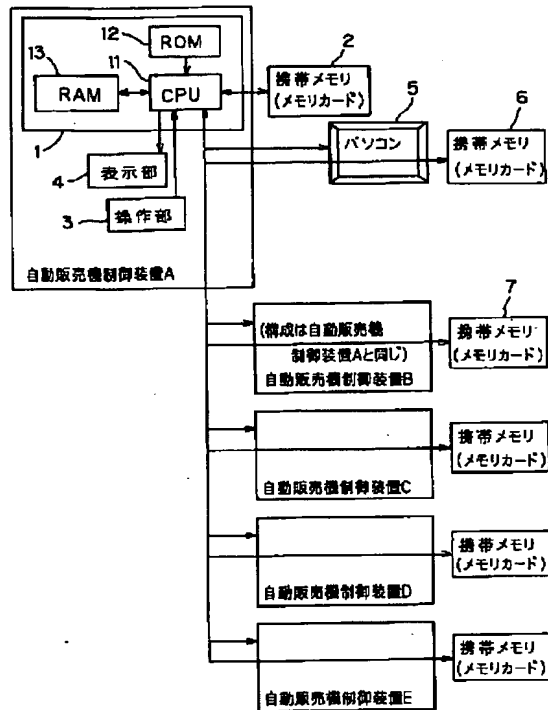 12
ROM
13
11
RAM
CPU
1
2
携帯メモリ
(メモリカード)
5
パソコン
6
携帯メモリ
(メモリカード)
4
表示部
3
操作部
自動販売機制御装置A
(構成は自動販売機
制御装置Aと同じ)
自動販売機制御装置B
7
携帯メモリ
(メモリカード)
自動販売機制御装置C
携帯メモリ
(メモリカード)
自動販売機制御装置D
携帯メモリ
(メモリカード)
自動販売機制御装置E
携帯メモリ
(メモリカード)